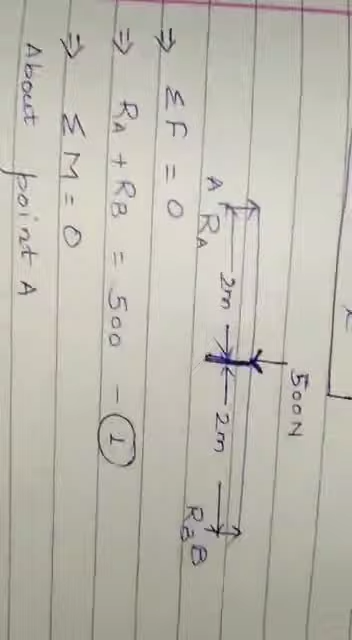 500N
2m 2m
A B
RA RB
⇒ ΣF = 0
⇒ RA + RB = 500 - ①
⇒ ΣM = 0
About point A